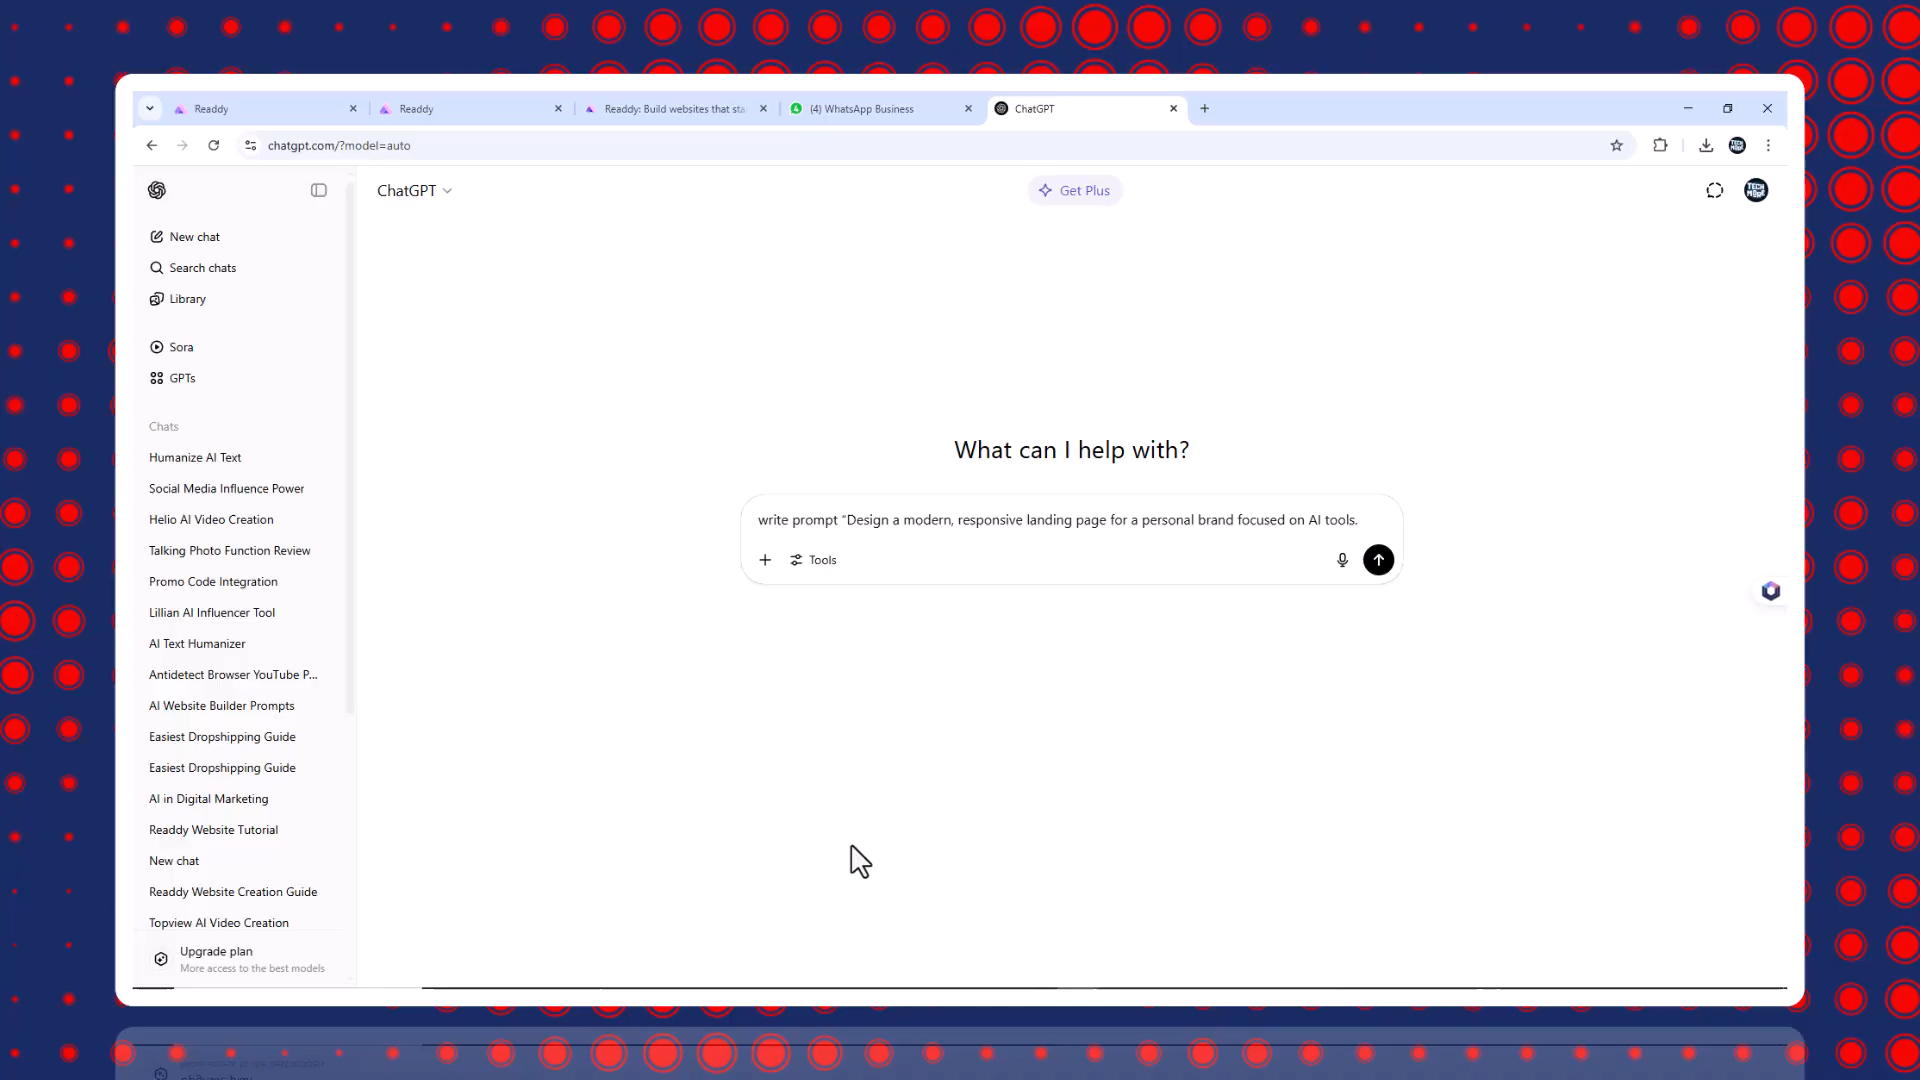 Readdy
Readdy
Readdy: Build websites that sta
(4) WhatsApp Business
ChatGPT
chatgpt.com/?model=auto
ChatGPT
Get Plus
TECH MORE
New chat
Search chats
Library
Sora
GPTs
Chats
Humanize AI Text
Social Media Influence Power
Helio AI Video Creation
Talking Photo Function Review
Promo Code Integration
Lillian AI Influencer Tool
AI Text Humanizer
Antidetect Browser YouTube P...
AI Website Builder Prompts
Easiest Dropshipping Guide
Easiest Dropshipping Guide
AI in Digital Marketing
Readdy Website Tutorial
New chat
Readdy Website Creation Guide
Topview AI Video Creation
Upgrade plan
More access to the best models
What can I help with?
write prompt “Design a modern, responsive landing page for a personal brand focused on AI tools.
Tools